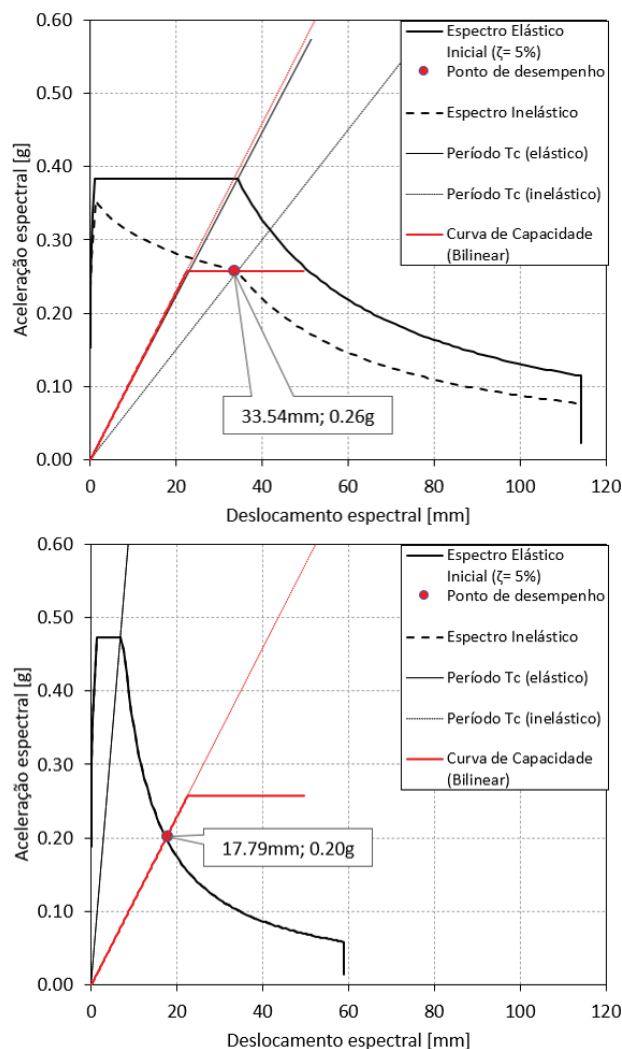 0.60
0.50
0.40
0.30
0.20
0.10
0.00
Aceleração espectral [g]
0
20
40
60
80
100
120
Deslocamento espectral [mm]
Espectro Elástico
Inicial (ζ= 5%)
Ponto de desempenho
Espectro Inelástico
Período Tc (elástico)
Período Tc (inelástico)
Curva de Capacidade
(Bilinear)
33.54mm; 0.26g
0.60
0.50
0.40
0.30
0.20
0.10
0.00
Aceleração espectral [g]
0
20
40
60
80
100
120
Deslocamento espectral [mm]
Espectro Elástico
Inicial (ζ= 5%)
Ponto de desempenho
Espectro Inelástico
Período Tc (elástico)
Período Tc (inelástico)
Curva de Capacidade
(Bilinear)
17.79mm; 0.20g